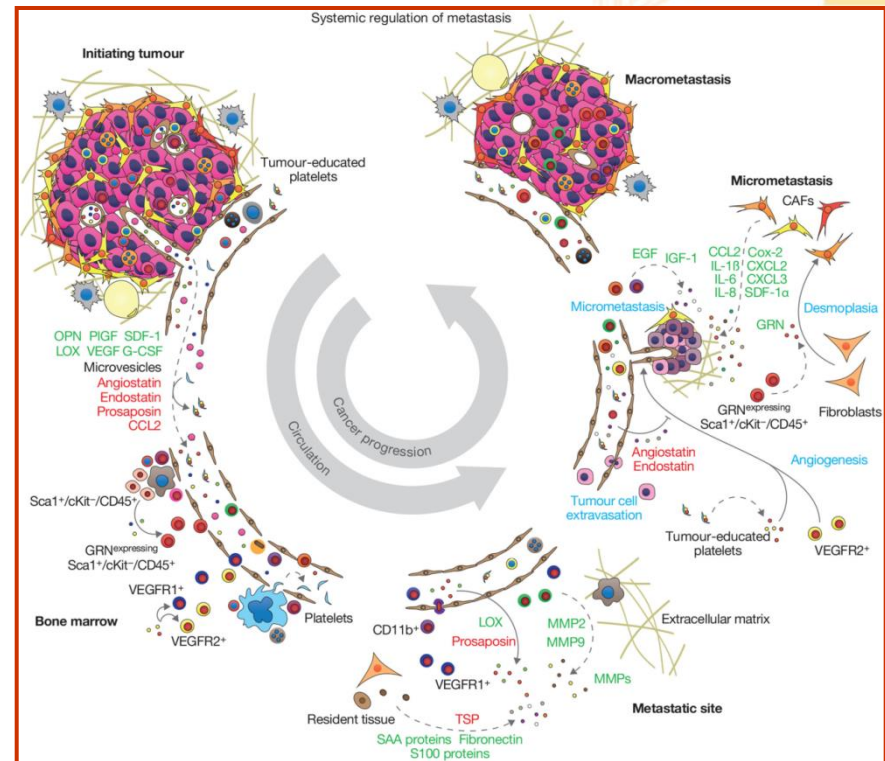 Systemic regulation of metastasis
Initiating tumour
Macrometastasis
Tumour-educated
platelets
Micrometastasis
CAFs
EGF IGF-1
CCL2 Cox-2
IL-1ß CXCL2
IL-6 CXCL3
IL-8 SDF-1α
Micrometastasis
Desmoplasia
GRN
OPN PIGF SDF-1
LOX VEGF G-CSF
Microvesicles
Angiostatin
Endostatin
Prosaposin
CCL2
Circulation
Cancer progression
GRNexpressing
Sca1+/cKit–/CD45+
Fibroblasts
Angiostatin
Endostatin
Angiogenesis
Tumour cell
extravasation
Tumour-educated
platelets
VEGFR2+
Sca1+/cKit–/CD45+
GRNexpressing
Sca1+/cKit–/CD45+
VEGFR1+
Bone marrow
VEGFR2+
Platelets
CD11b+
LOX
Prosaposin
MMP2
MMP9
Extracellular matrix
VEGFR1+
MMPs
Resident tissue
TSP
Metastatic site
SAA proteins Fibronectin
S100 proteins